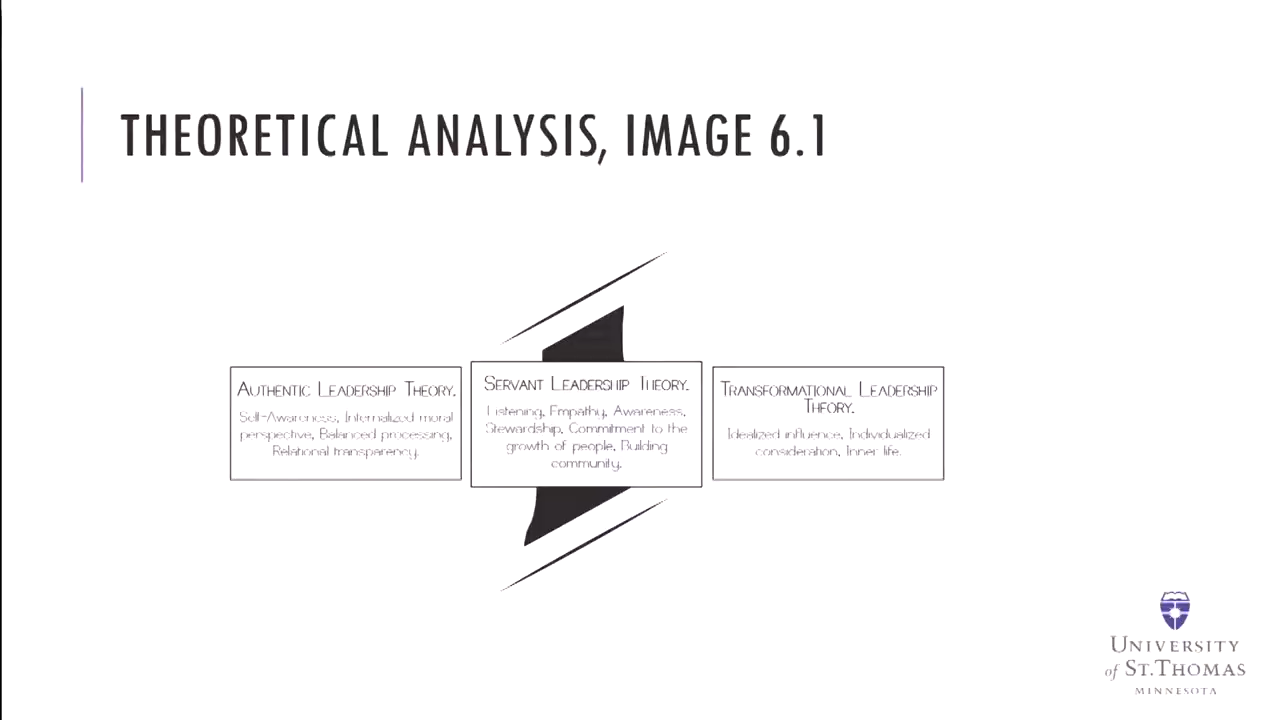 THEORETICAL ANALYSIS, IMAGE 6.1
AUTHENTIC LEADERSHIP THEORY.
Self-Awareness, Internalized moral
perspective, Balanced processing,
Relational transparency.
SERVANT LEADERSHIP THEORY.
Listening, Empathy, Awareness,
Stewardship, Commitment to the
growth of people, Building
community.
TRANSFORMATIONAL LEADERSHIP
THEORY.
Idealized influence, Individualized
consideration, Inner life.
UNIVERSITY
of ST.THOMAS
MINNESOTA